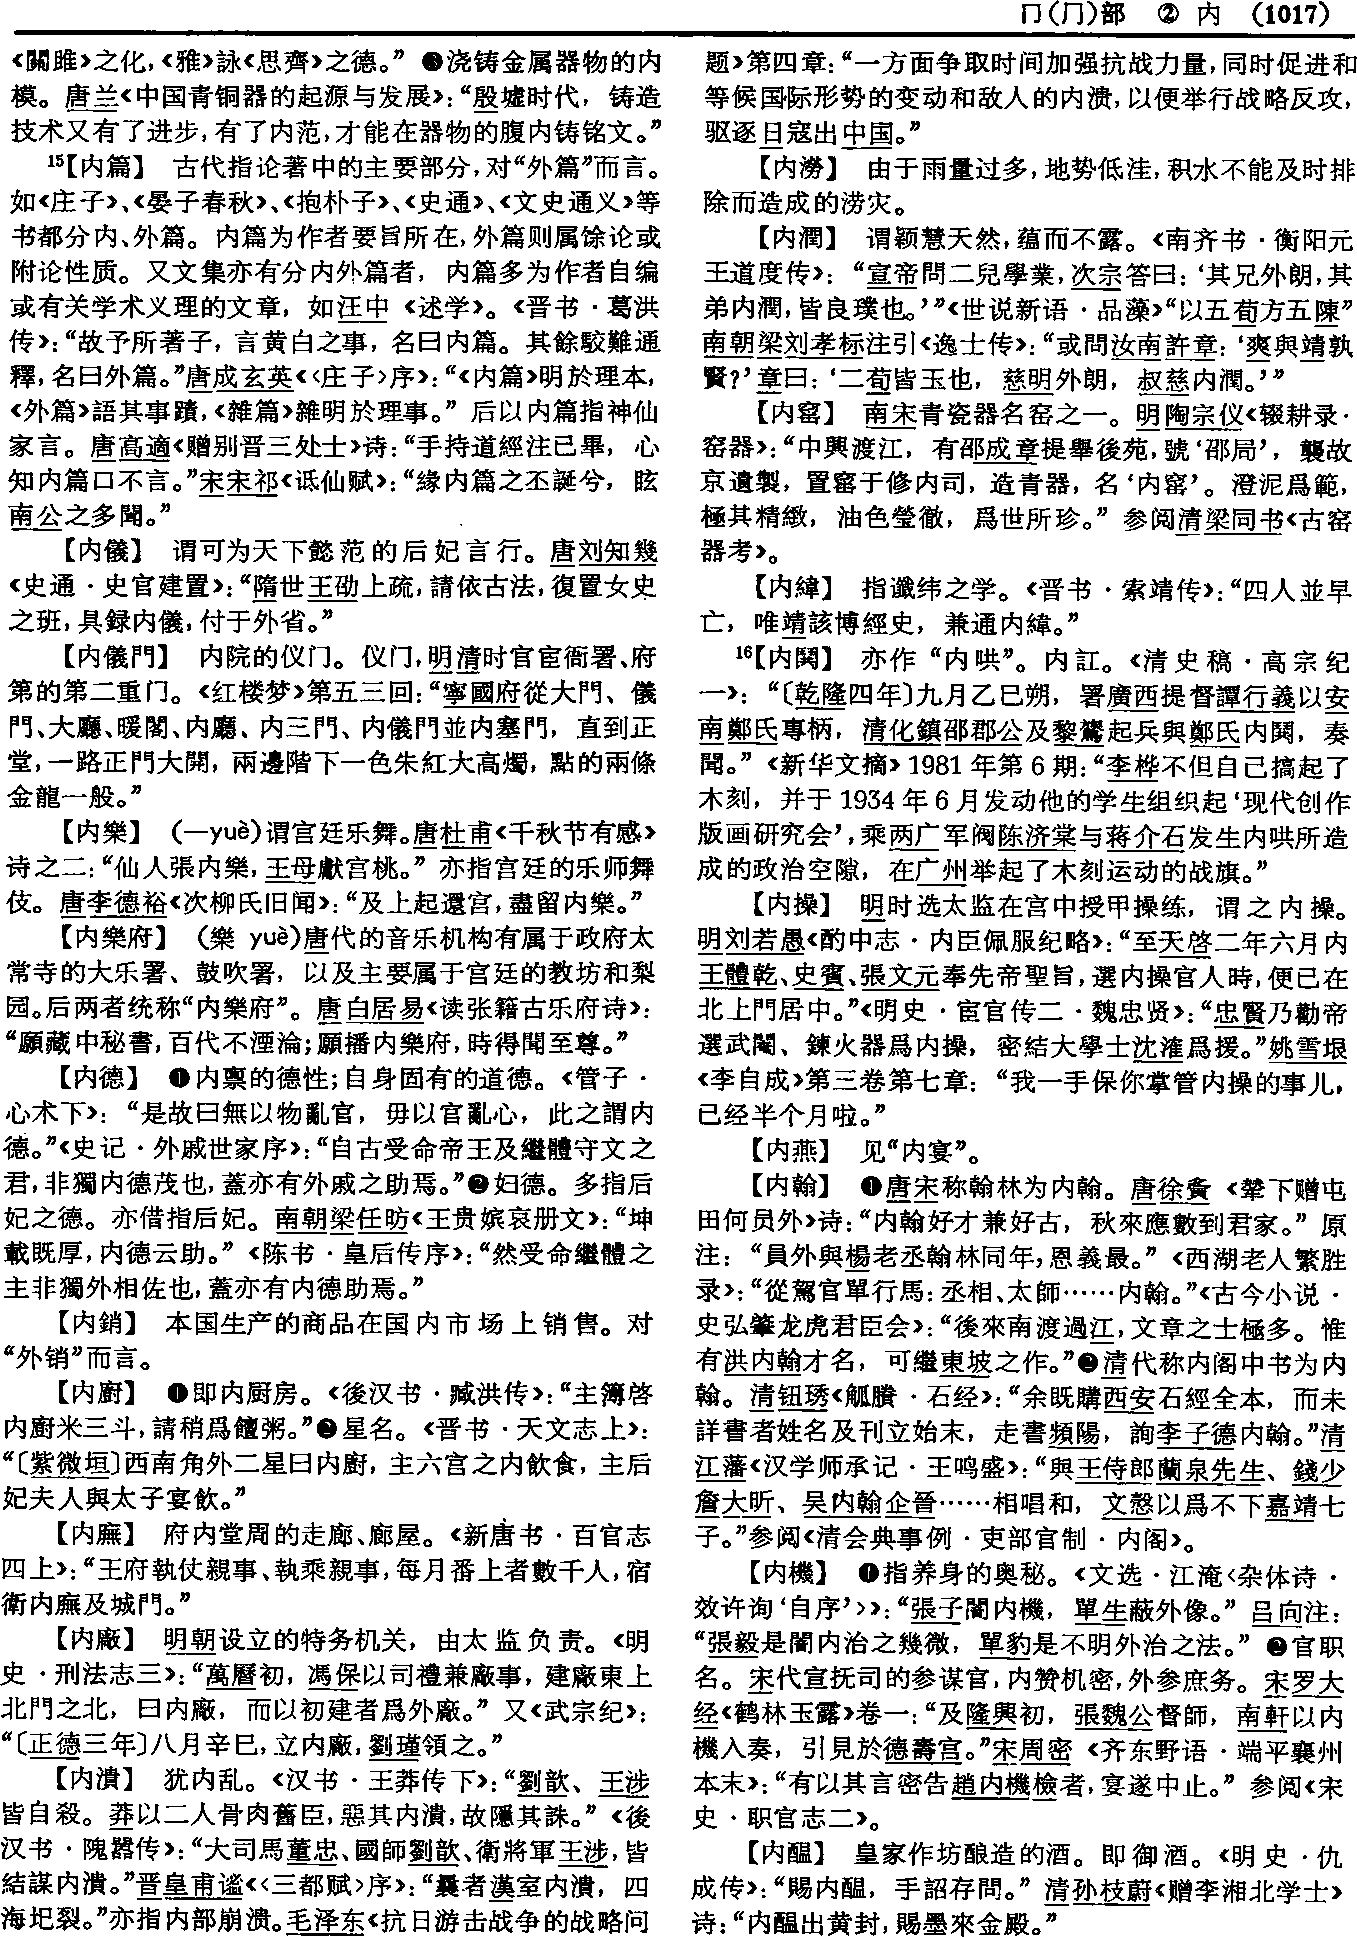 冂(⺆)部 ② 内 (1017)
《關雎》之化,《雅》詠《思齊》之德。” ❸浇铸金属器物的内
模。唐兰《中国青铜器的起源与发展》:“殷墟时代，铸造
技术又有了进步,有了内范,才能在器物的腹内铸铭文。”
15【内篇】 古代指论著中的主要部分,对“外篇”而言。
如《庄子》、《晏子春秋》、《抱朴子》、《史通》、《文史通义》等
书都分内、外篇。内篇为作者要旨所在,外篇则属馀论或
附论性质。又文集亦有分内外篇者，内篇多为作者自编
或有关学术义理的文章，如汪中《述学》。《晋书·葛洪
传》:“故予所著子，言黄白之事，名曰内篇。其餘駁難通
釋,名曰外篇。”唐成玄英《〈庄子〉序》:“《内篇》明於理本,
《外篇》語其事蹟,《雜篇》雜明於理事。” 后以内篇指神仙
家言。唐高適《赠别晋三处士》诗:“手持道經注已畢，心
知内篇口不言。”宋宋祁《诋仙赋》:“緣内篇之丕誕兮，眩
南公之多聞。”
【内儀】 谓可为天下懿范的后妃言行。唐刘知幾
《史通·史官建置》:“隋世王劭上疏,請依古法,復置女史
之班,具録内儀,付于外省。”
【内儀門】 内院的仪门。仪门,明清时官宦衙署、府
第的第二重门。《红楼梦》第五三回:“寧國府從大門、儀
門、大廳、暖閣、内廳、内三門、内儀門並内塞門，直到正
堂,一路正門大開，兩邊階下一色朱紅大高燭，點的兩條
金龍一般。”
【内樂】 (—yuè)谓宫廷乐舞。唐杜甫《千秋节有感》
诗之二:“仙人張内樂,王母獻宫桃。” 亦指宫廷的乐师舞
伎。唐李德裕《次柳氏旧闻》:“及上起還宫,盡留内樂。”
【内樂府】 (樂 yuè)唐代的音乐机构有属于政府太
常寺的大乐署、鼓吹署，以及主要属于宫廷的教坊和梨
园。后两者统称“内樂府”。唐白居易《读张籍古乐府诗》:
“願藏中秘書,百代不湮淪;願播内樂府,時得聞至尊。”
【内德】 ❶内禀的德性;自身固有的道德。《管子·
心术下》: “是故曰無以物亂官，毋以官亂心，此之謂内
德。”《史记·外戚世家序》:“自古受命帝王及繼體守文之
君,非獨内德茂也,蓋亦有外戚之助焉。”❷妇德。多指后
妃之德。亦借指后妃。南朝梁任昉《王贵嫔哀册文》:“坤
載既厚,内德云助。”《陈书·皇后传序》:“然受命繼體之
主非獨外相佐也,蓋亦有内德助焉。”
【内銷】 本国生产的商品在国内市场上销售。对
“外销”而言。
【内廚】 ❶即内厨房。《後汉书·臧洪传》:“主簿啓
内廚米三斗,請稍爲饘粥。”❷星名。《晋书·天文志上》:
“〔紫微垣〕西南角外二星曰内廚，主六宫之内飲食，主后
妃夫人與太子宴飲。”
【内廡】 府内堂周的走廊、廊屋。《新唐书·百官志
四上》:“王府執仗親事、執乘親事,每月番上者數千人,宿
衛内廡及城門。”
【内廠】 明朝设立的特务机关，由太监负责。《明
史·刑法志三》:“萬曆初，馮保以司禮兼廠事，建廠東上
北門之北，曰内廠，而以初建者爲外廠。”又《武宗纪》:
“〔正德三年〕八月辛巳,立内廠,劉瑾領之。”
【内潰】 犹内乱。《汉书·王莽传下》:“劉歆、王涉
皆自殺。莽以二人骨肉舊臣,惡其内潰,故隱其誅。”《後
汉书·隗嚣传》:“大司馬董忠、國師劉歆、衛將軍王涉,皆
結謀内潰。”晋皇甫谧《〈三都赋〉序》:“曩者漢室内潰，四
海圮裂。”亦指内部崩溃。毛泽东《抗日游击战争的战略问
题》第四章:“一方面争取时间加强抗战力量,同时促进和
等候国际形势的变动和敌人的内溃,以便举行战略反攻,
驱逐日寇出中国。”
【内澇】 由于雨量过多,地势低洼,积水不能及时排
除而造成的涝灾。
【内潤】 谓颖慧天然,蕴而不露。《南齐书·衡阳元
王道度传》: “宣帝問二兒學業,次宗答曰:‘其兄外朗,其
弟内潤,皆良璞也。’”《世说新语·品藻》“以五荀方五陳”
南朝梁刘孝标注引《逸士传》:“或問汝南許章:‘爽與靖孰
賢?’章曰:‘二荀皆玉也，慈明外朗，叔慈内潤。’”
【内窑】 南宋青瓷器名窑之一。明陶宗仪《辍耕录·
窑器》:“中興渡江，有邵成章提舉後苑,號‘邵局’，襲故
京遺製，置窑于修内司，造青器，名‘内窑’。澄泥爲範,
極其精緻，油色瑩徹，爲世所珍。”参阅清梁同书《古窑
器考》。
【内緯】 指谶纬之学。《晋书·索靖传》:“四人並早
亡，唯靖該博經史，兼通内緯。”
16【内鬨】 亦作“内哄”。内訌。《清史稿·高宗纪
一》: “〔乾隆四年〕九月乙巳朔，署廣西提督譚行義以安
南鄭氏專柄，清化鎮邵郡公及黎鷟起兵與鄭氏内鬨，奏
聞。”《新华文摘》1981年第6期:“李桦不但自己搞起了
木刻，并于1934年6月发动他的学生组织起‘现代创作
版画研究会’,乘两广军阀陈济棠与蒋介石发生内哄所造
成的政治空隙，在广州举起了木刻运动的战旗。”
【内操】 明时选太监在宫中授甲操练，谓之内操。
明刘若愚《酌中志·内臣佩服纪略》:“至天啓二年六月内
王體乾、史賓、張文元奉先帝聖旨,選内操官人時,便已在
北上門居中。”《明史·宦官传二·魏忠贤》:“忠賢乃勸帝
選武閹、鍊火器爲内操，密結大學士沈㴶爲援。”姚雪垠
《李自成》第三卷第七章：“我一手保你掌管内操的事儿,
已经半个月啦。”
【内燕】 见“内宴”。
【内翰】 ❶唐宋称翰林为内翰。唐徐夤《辇下赠屯
田何员外》诗:“内翰好才兼好古，秋來應數到君家。” 原
注：“員外與楊老丞翰林同年,恩義最。”《西湖老人繁胜
录》:“從駕官單行馬:丞相、太師……内翰。”《古今小说·
史弘肇龙虎君臣会》:“後來南渡過江,文章之士極多。惟
有洪内翰才名，可繼東坡之作。”❷清代称内阁中书为内
翰。清钮琇《觚賸·石经》:“余既購西安石經全本，而未
詳書者姓名及刊立始末，走書頻陽，詢李子德内翰。”清
江藩《汉学师承记·王鸣盛》:“與王侍郎蘭泉先生、錢少
詹大昕、吴内翰企晉……相唱和，文慤以爲不下嘉靖七
子。”参阅《清会典事例·吏部官制·内阁》。
【内機】 ❶指养身的奥秘。《文选·江淹〈杂体诗·
效许询‘自序’〉》:“張子闇内機，單生蔽外像。”吕向注:
“張毅是闇内治之幾微，單豹是不明外治之法。” ❷官职
名。宋代宣抚司的参谋官,内赞机密,外参庶务。宋罗大
经《鹤林玉露》卷一:“及隆興初，張魏公督師，南軒以内
機入奏，引見於德壽宫。”宋周密《齐东野语·端平襄州
本末》:“有以其言密告趙内機檢者,宴遂中止。” 参阅《宋
史·职官志二》。
【内醖】 皇家作坊酿造的酒。即御酒。《明史·仇
成传》:“賜内醖，手詔存問。”清孙枝蔚《赠李湘北学士》
诗:“内醖出黄封,賜墨來金殿。”